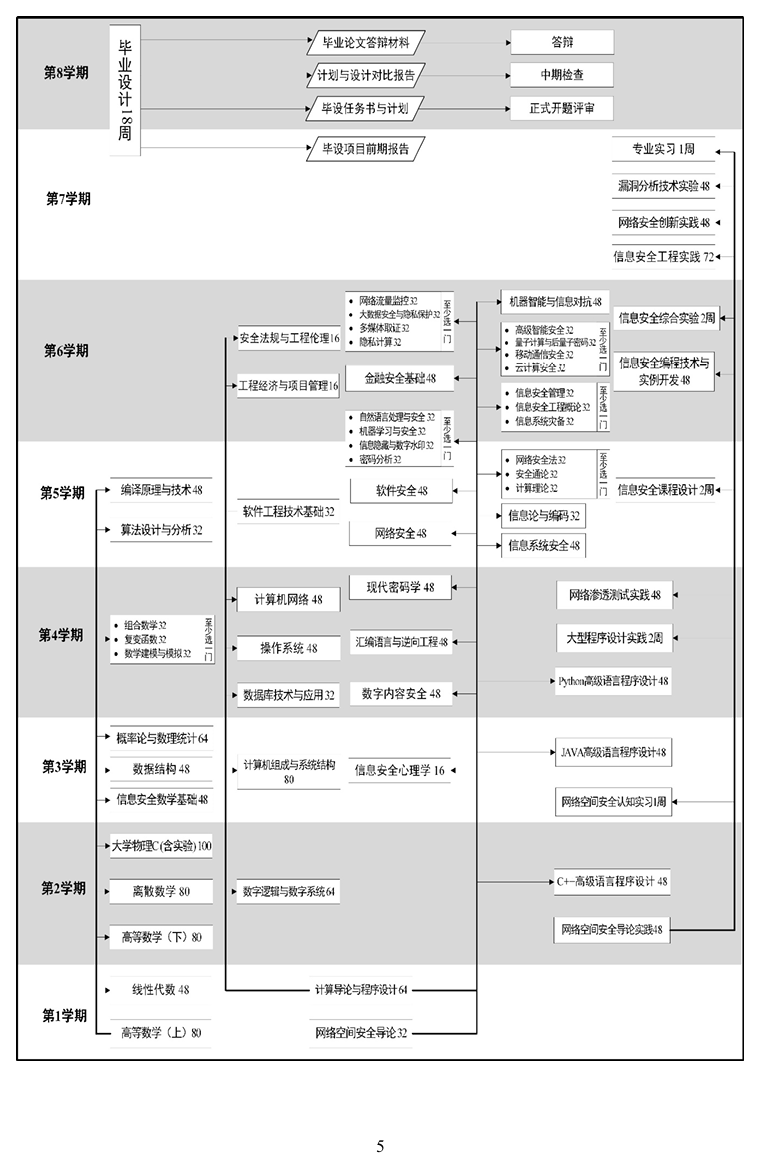 第8学期
毕业设计18周
毕业论文答辩材料
答辩
计划与设计对比报告
中期检查
毕设任务书与计划
正式开题评审
毕设项目前期报告
第7学期
专业实习 1周
漏洞分析技术实验 48
网络安全创新实践 48
信息安全工程实践 72
第6学期
安全法规与工程伦理16
工程经济与项目管理16
• 网络流量监控32
• 大数据安全与隐私保护32
• 多媒体取证 32
• 隐私计算 32
至少选一门
金融安全基础 48
• 自然语言处理与安全 32
• 机器学习与安全 32
• 信息隐藏与数字水印 32
• 密码分析 32
至少选一门
机器智能与信息对抗 48
• 高级智能安全 32
• 量子计算与后量子密码 32
• 移动通信安全 32
• 云计算安全 32
至少选一门
• 信息安全管理 32
• 信息安全工程概论 32
• 信息系统灾备 32
至少选一门
信息安全综合实验 2周
信息安全编程技术与
实例开发 48
第5学期
编译原理与技术 48
算法设计与分析 32
软件工程技术基础 32
软件安全 48
网络安全 48
• 网络安全法 32
• 安全通论 32
• 计算理论 32
至少选一门
信息论与编码 32
信息系统安全 48
信息安全课程设计 2周
第4学期
• 组合数学 32
• 复变函数 32
• 数学建模与模拟 32
至少选一门
计算机网络 48
操作系统 48
数据库技术与应用 32
现代密码学 48
汇编语言与逆向工程 48
数字内容安全 48
网络渗透测试实践 48
大型程序设计实践 2周
Python高级语言程序设计 48
第3学期
概率论与数理统计 64
数据结构 48
信息安全数学基础 48
计算机组成与系统结构
80
信息安全心理学 16
JAVA高级语言程序设计48
网络空间安全认知实习1周
第2学期
大学物理C (含实验) 100
离散数学 80
高等数学（下）80
数字逻辑与数字系统 64
C++高级语言程序设计 48
网络空间安全导论实践48
第1学期
线性代数 48
高等数学（上）80
计算导论与程序设计 64
网络空间安全导论 32
5